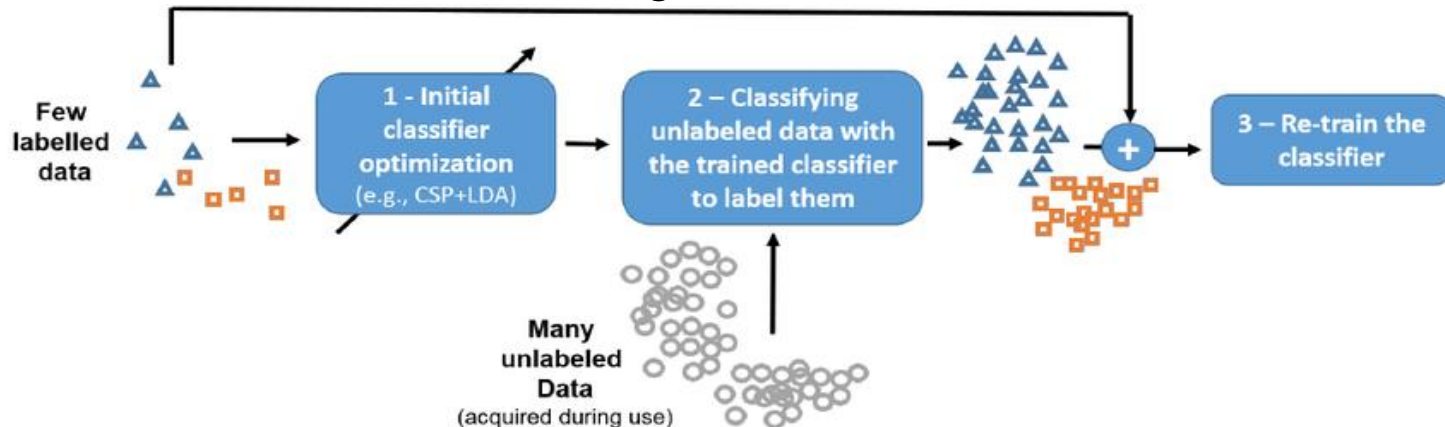 Few
labelled
data
1 - Initial
classifier
optimization
(e.g., CSP+LDA)
2 – Classifying
unlabeled data with
the trained classifier
to label them
+
3 – Re-train the
classifier
Many
unlabeled
Data
(acquired during use)